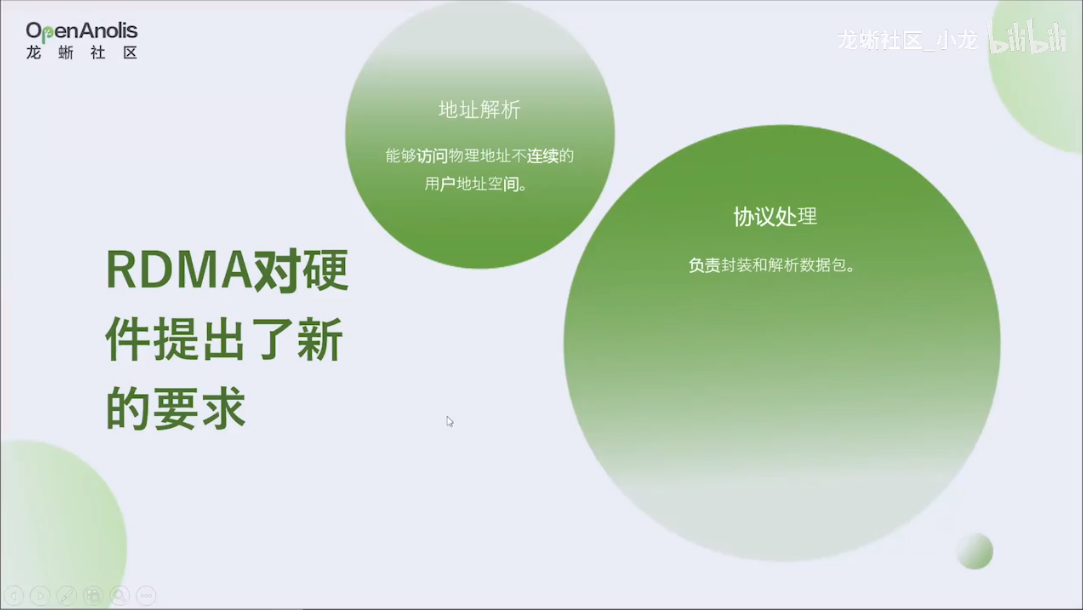 OpenAnolis
龙蜥社区
龙蜥社区_小龙 bilibili
地址解析
能够访问物理地址不连续的
用户地址空间。
协议处理
负责封装和解析数据包。
RDMA对硬
件提出了新
的要求